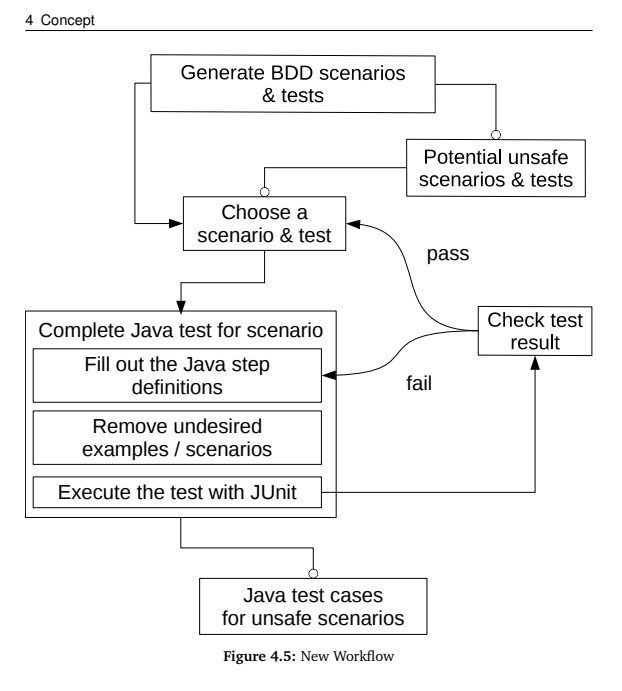 4 Concept
Generate BDD scenarios
& tests
Potential unsafe
scenarios & tests
Choose a
scenario & test
pass
Complete Java test for scenario
Check test
result
Fill out the Java step
definitions
fail
Remove undesired
examples / scenarios
Execute the test with JUnit
Java test cases
for unsafe scenarios
Figure 4.5: New Workflow